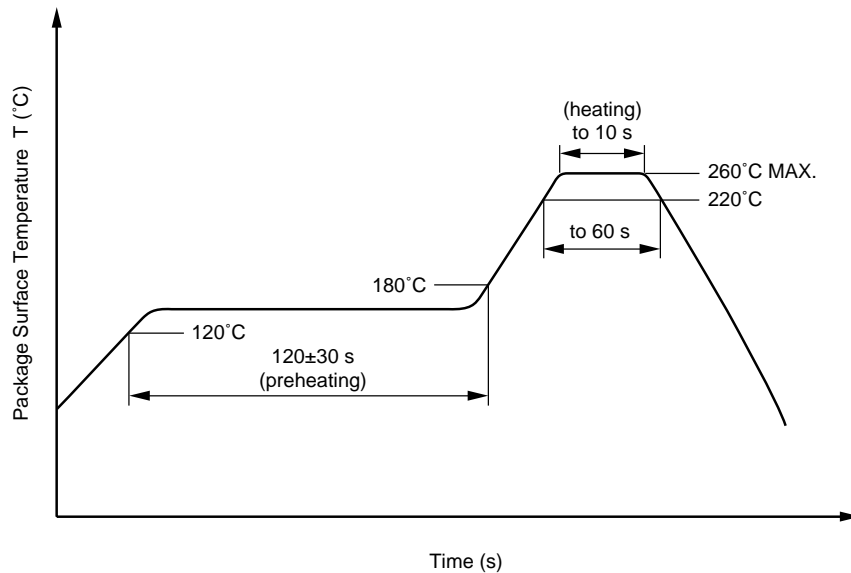 Package Surface Temperature T (˚C)
(heating)
to 10 s
260˚C MAX.
220˚C
to 60 s
180˚C
120˚C
120±30 s
(preheating)
Time (s)